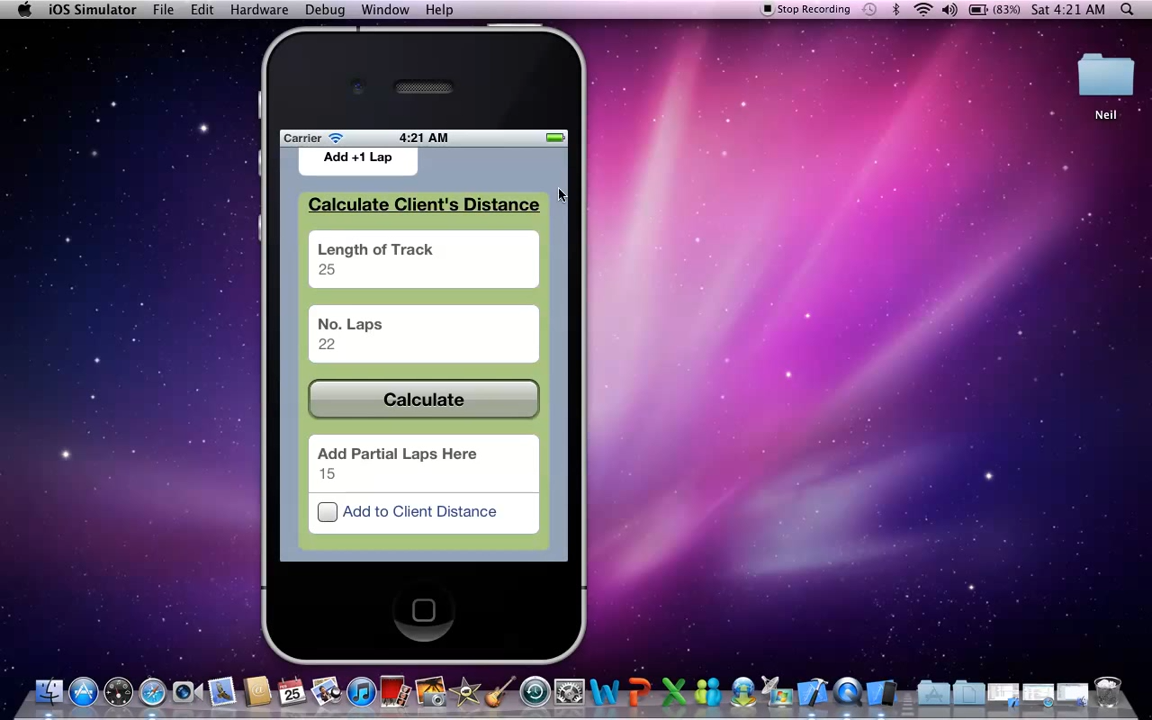 iOS Simulator File Edit Hardware Debug Window Help Stop Recording (83%) Sat 4:21 AM
Neil
Carrier 4:21 AM
Add +1 Lap
Calculate Client's Distance
Length of Track
25
No. Laps
22
Calculate
Add Partial Laps Here
15
Add to Client Distance
25